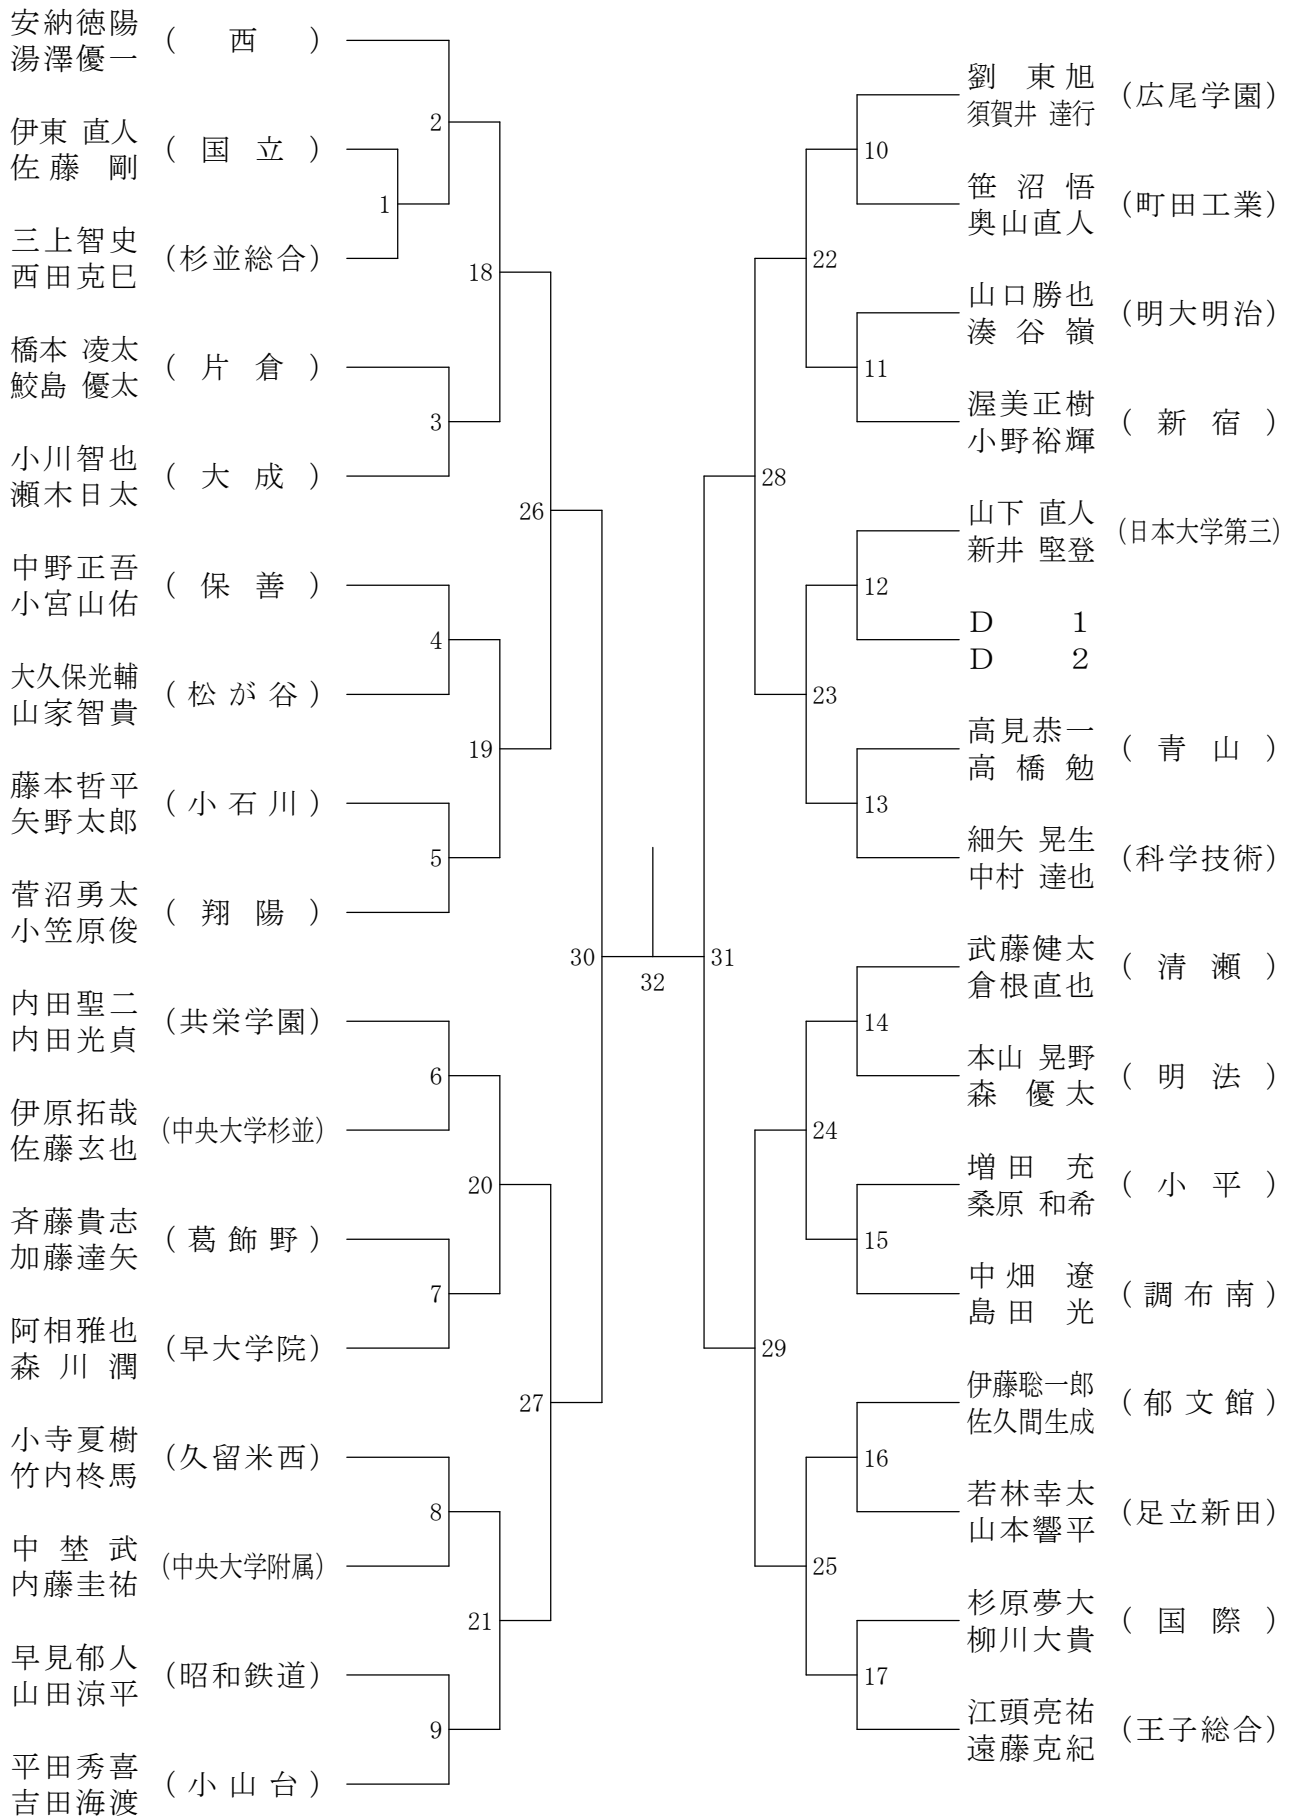 安納徳陽
湯澤優一
（西）
伊東 直人
佐藤 剛
（国立）
三上智史
西田克巳
（杉並総合）
橋本 凌太
鮫島 優太
（片倉）
小川智也
瀬木日太
（大成）
中野正吾
小宮山佑
（保善）
大久保光輔
山家智貴
（松が谷）
藤本哲平
矢野太郎
（小石川）
菅沼勇太
小笠原俊
（翔陽）
内田聖二
内田光貞
（共栄学園）
伊原拓哉
佐藤玄也
（中央大学杉並）
斉藤貴志
加藤達矢
（葛飾野）
阿相雅也
森川潤
（早大学院）
小寺夏樹
竹内柊馬
（久留米西）
中埜武
内藤圭祐
（中央大学附属）
早見郁人
山田涼平
（昭和鉄道）
平田秀喜
吉田海渡
（小山台）
1
2
3
4
5
6
7
8
9
18
19
20
21
26
27
30
32
31
28
29
22
23
24
25
10
11
12
13
14
15
16
17
劉 東旭
須賀井 達行
（広尾学園）
笹沼悟
奥山直人
（町田工業）
山口勝也
湊谷嶺
（明大明治）
渥美正樹
小野裕輝
（新宿）
山下 直人
新井 堅登
（日本大学第三）
Ｄ １
Ｄ ２
高見恭一
高橋勉
（青山）
細矢 晃生
中村 達也
（科学技術）
武藤健太
倉根直也
（清瀬）
本山 晃野
森 優太
（明法）
増田 充
桑原 和希
（小平）
中畑 遼
島田 光
（調布南）
伊藤聡一郎
佐久間生成
（郁文館）
若林幸太
山本響平
（足立新田）
杉原夢大
柳川大貴
（国際）
江頭亮祐
遠藤克紀
（王子総合）